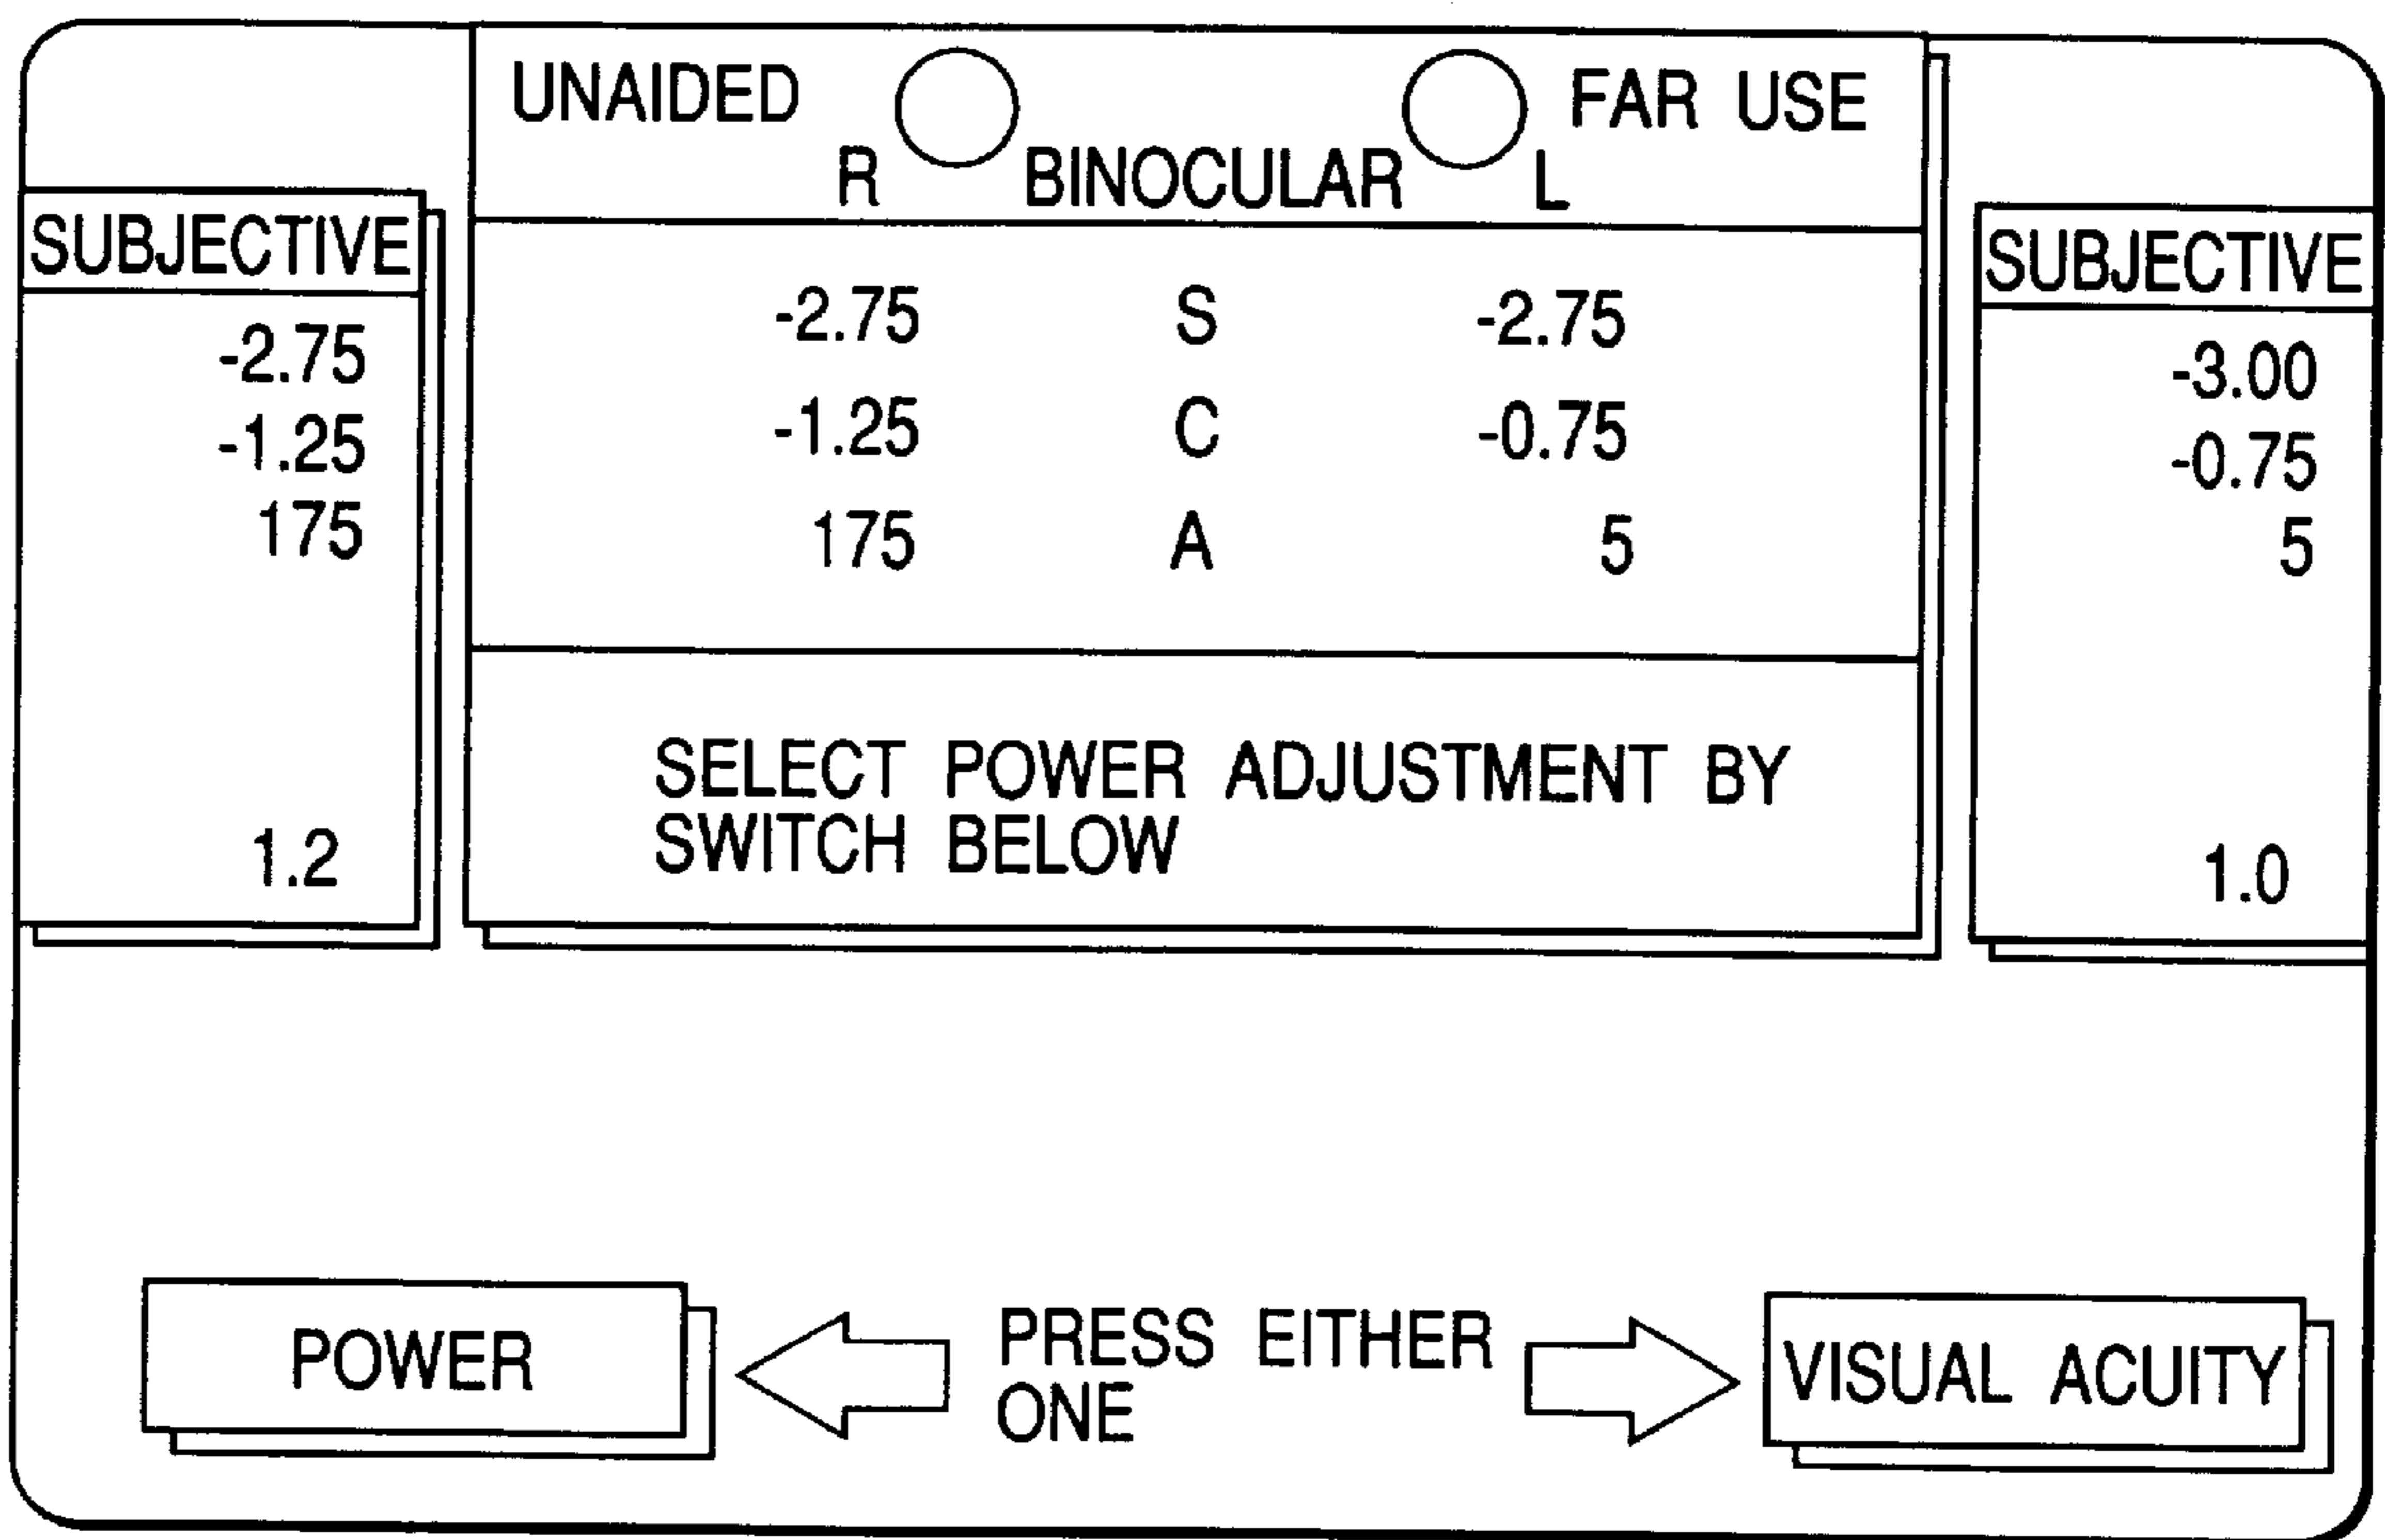 UNAIDED FAR USE
R BINOCULAR L
SUBJECTIVE
-2.75
-1.25
175
1.2
-2.75 S -2.75
-1.25 C -0.75
175 A 5
SELECT POWER ADJUSTMENT BY
SWITCH BELOW
SUBJECTIVE
-3.00
-0.75
5
1.0
POWER
PRESS EITHER
ONE
VISUAL ACUITY